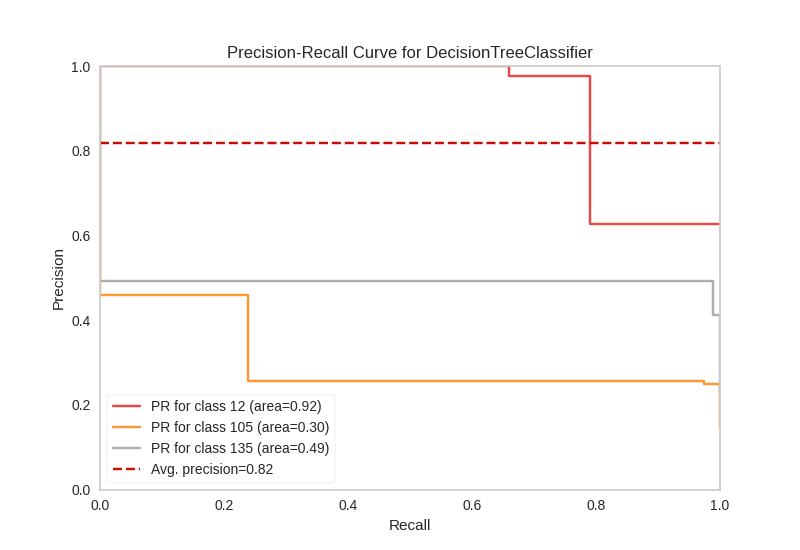 Precision-Recall Curve for DecisionTreeClassifier
1.0
0.8
0.6
0.4
0.2
0.0
Precision
PR for class 12 (area=0.92)
PR for class 105 (area=0.30)
PR for class 135 (area=0.49)
Avg. precision=0.82
0.0 0.2 0.4 0.6 0.8 1.0
Recall